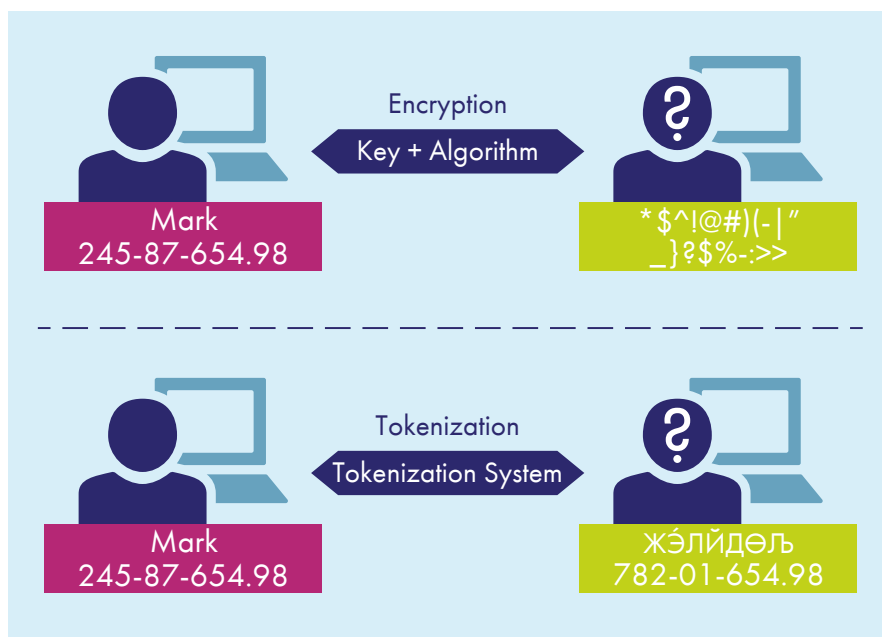 Encryption
Key + Algorithm
Mark
245-87-654.98
*$^!@#)(-|”
_}?$%-:>>
Tokenization
Tokenization System
Mark
245-87-654.98
ЖЭ́ЛЙДӨЉ
782-01-654.98